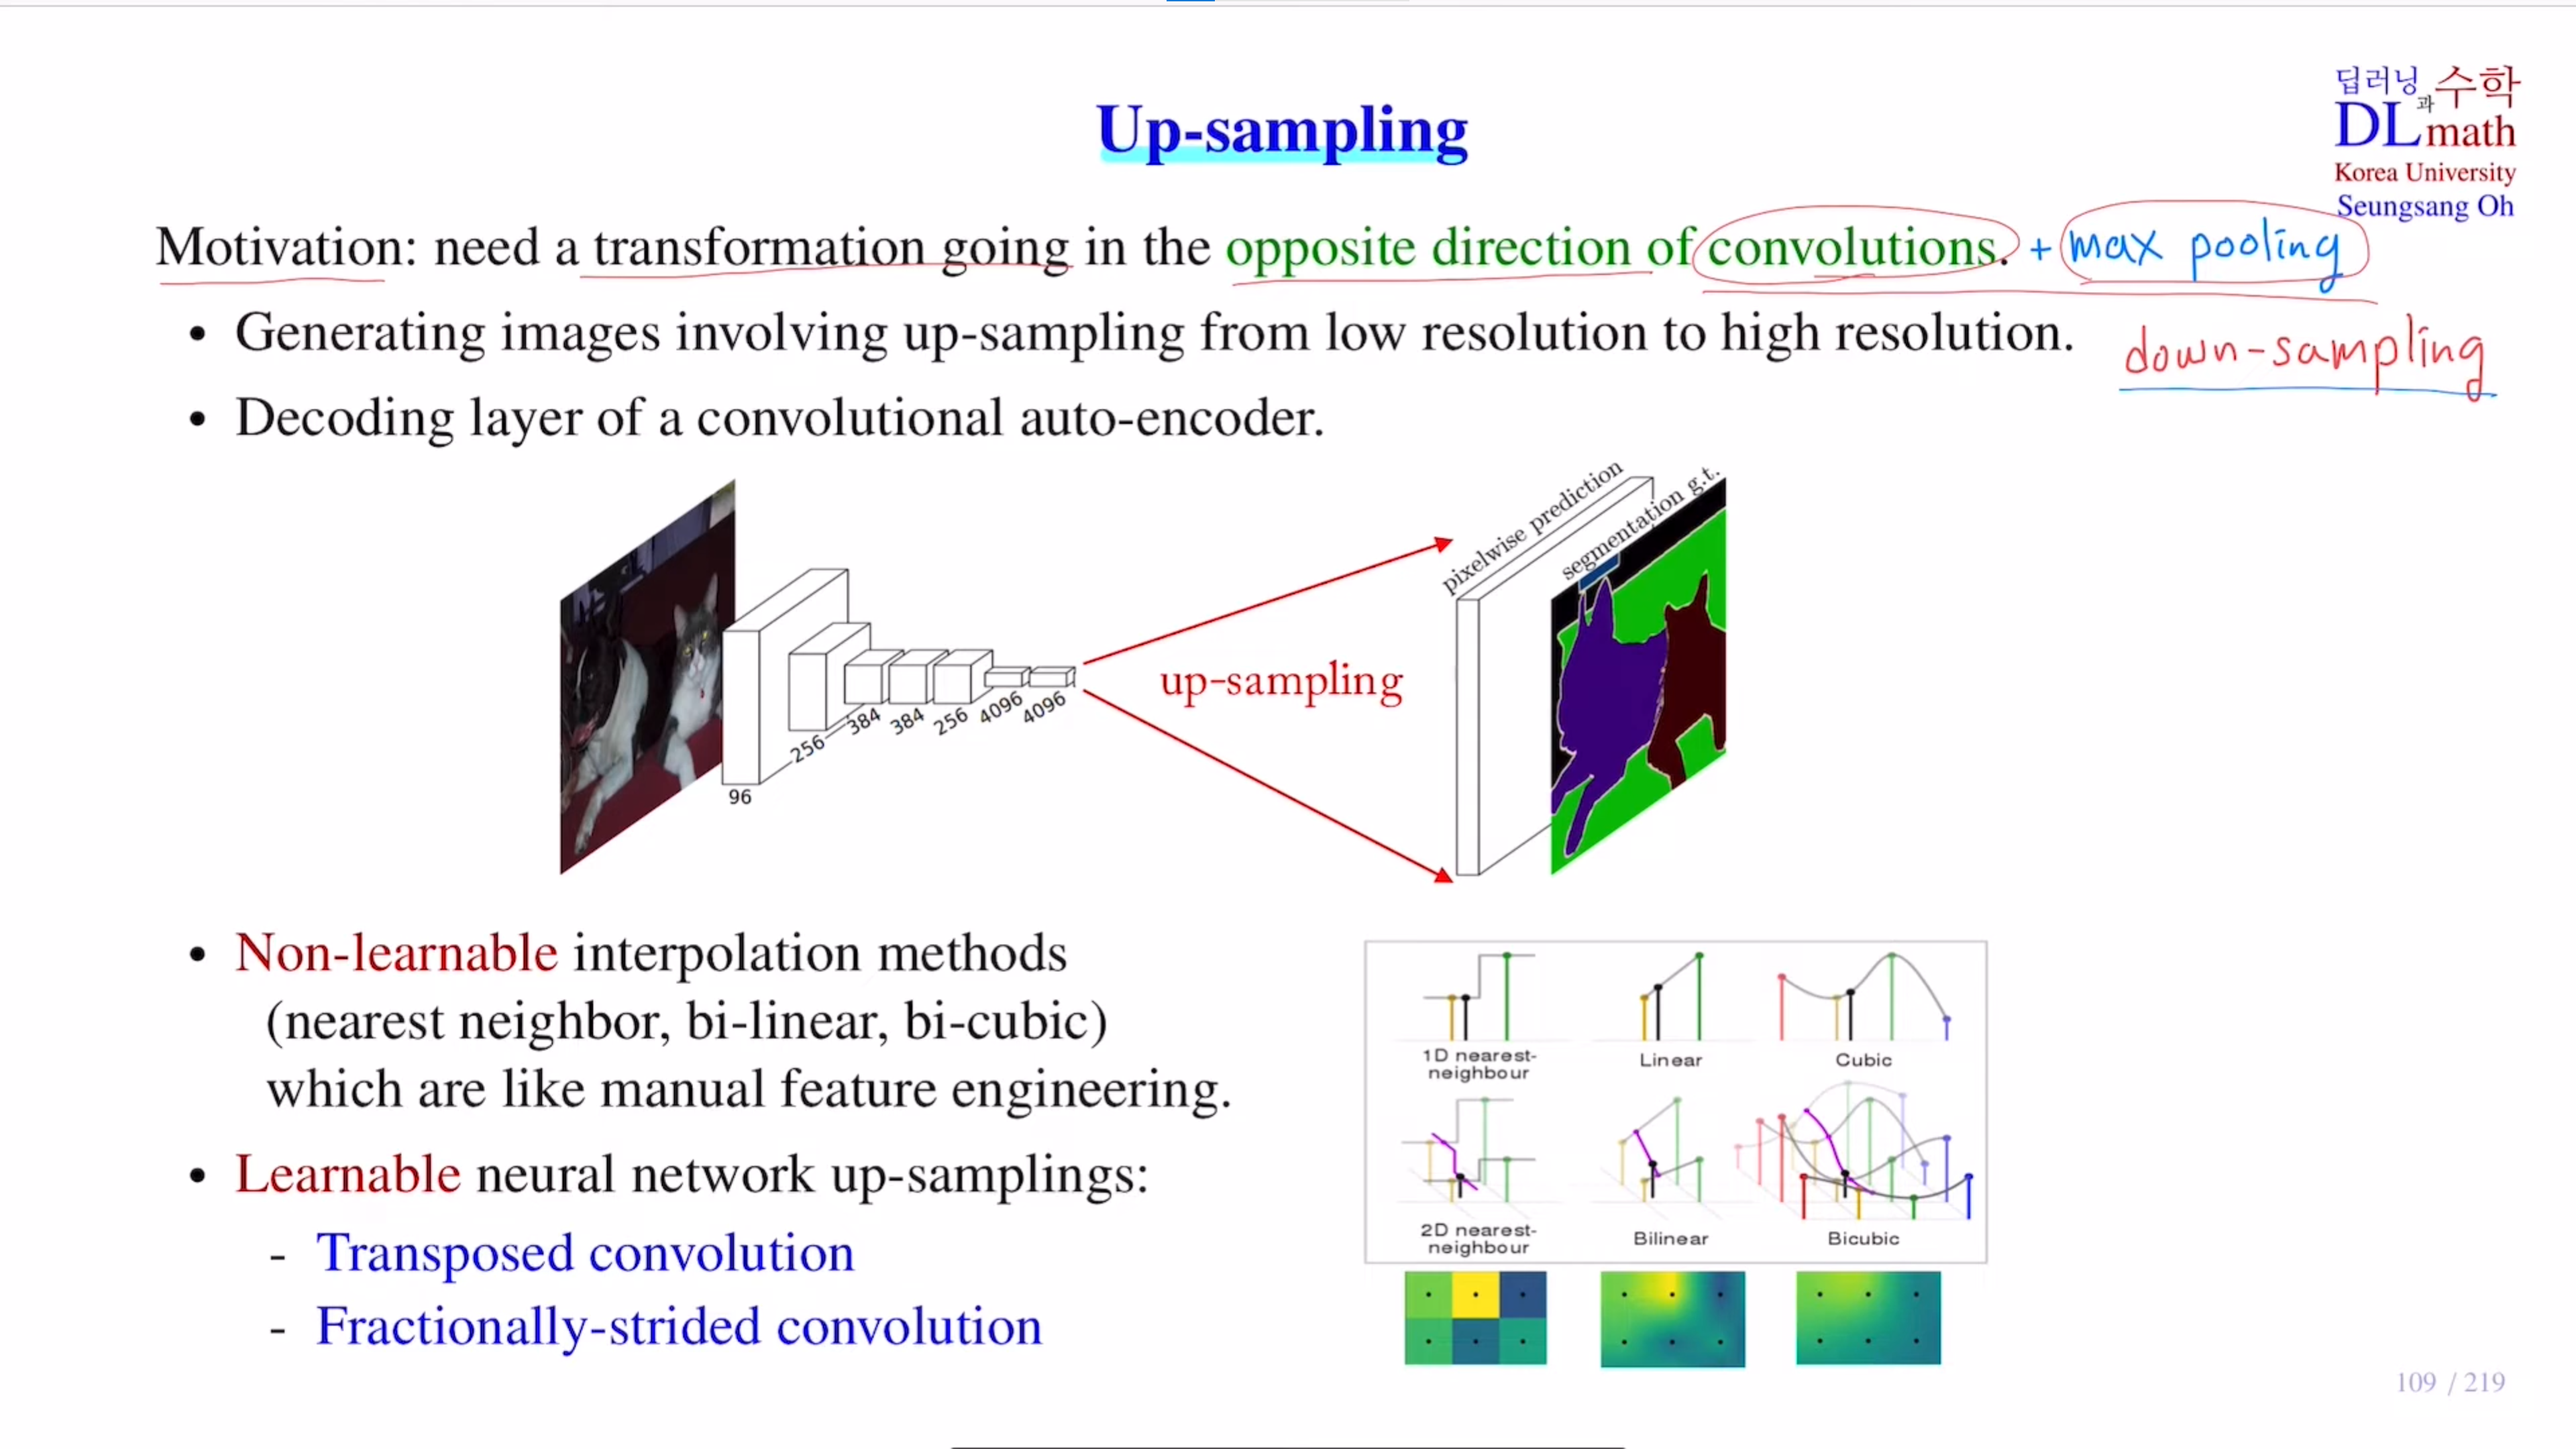 Up-sampling
딥러닝과 수학
DL math
Korea University
Seungsang Oh
Motivation: need a transformation going in the opposite direction of convolutions. + max pooling
• Generating images involving up-sampling from low resolution to high resolution.
down-sampling
• Decoding layer of a convolutional auto-encoder.
pixelwise prediction
segmentation g.t.
96
256
384
384
256
4096
4096
up-sampling
• Non-learnable interpolation methods
(nearest neighbor, bi-linear, bi-cubic)
which are like manual feature engineering.
• Learnable neural network up-samplings:
- Transposed convolution
- Fractionally-strided convolution
1D nearest-
neighbour
Linear
Cubic
2D nearest-
neighbour
Bilinear
Bicubic
109 / 219